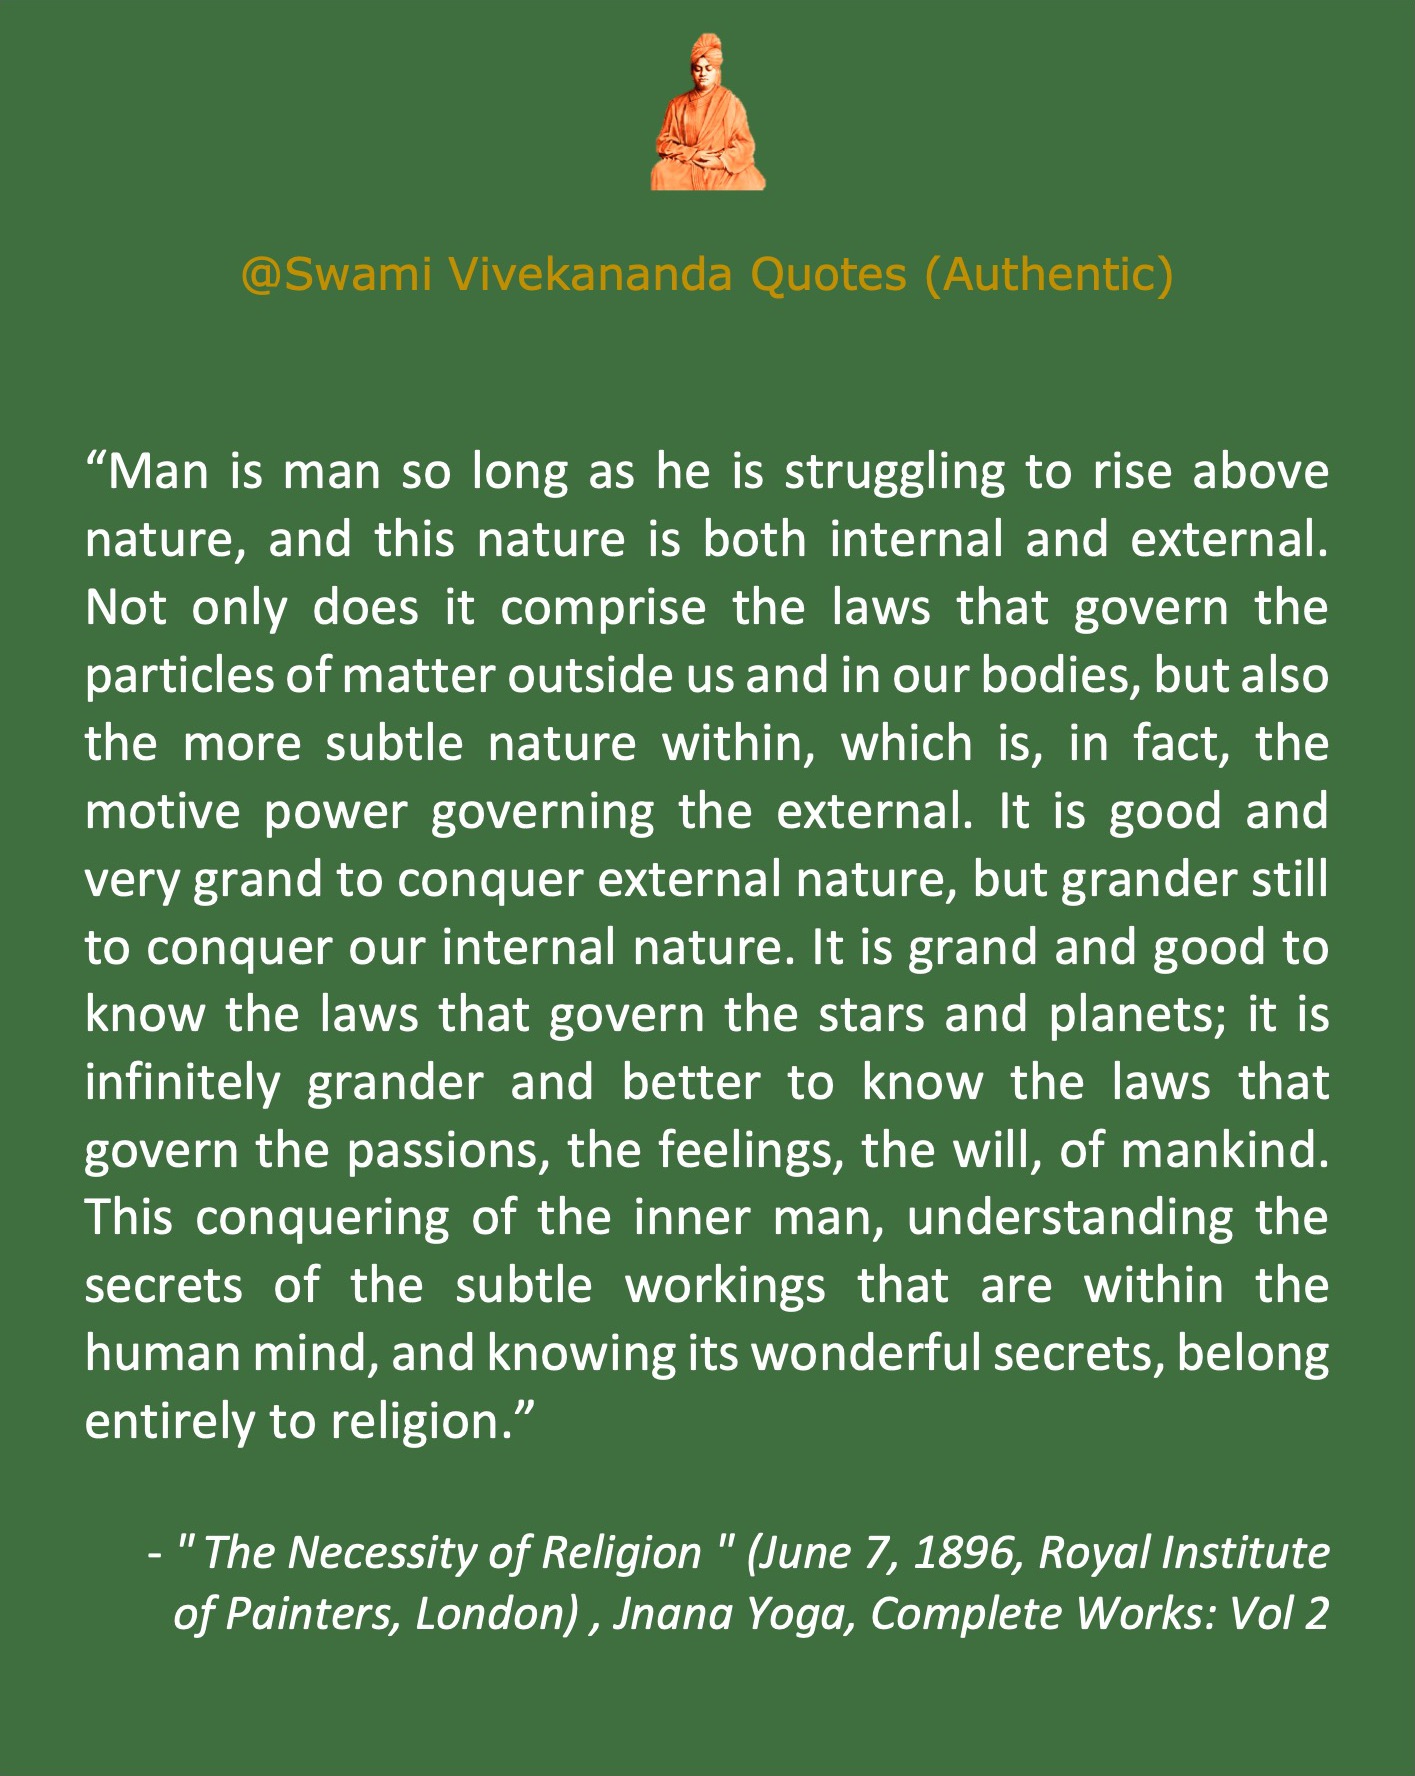 @Swami Vivekananda Quotes (Authentic)
“Man is man so long as he is struggling to rise above
nature, and this nature is both internal and external.
Not only does it comprise the laws that govern the
particles of matter outside us and in our bodies, but also
the more subtle nature within, which is, in fact, the
motive power governing the external. It is good and
very grand to conquer external nature, but grander still
to conquer our internal nature. It is grand and good to
know the laws that govern the stars and planets; it is
infinitely grander and better to know the laws that
govern the passions, the feelings, the will, of mankind.
This conquering of the inner man, understanding the
secrets of the subtle workings that are within the
human mind, and knowing its wonderful secrets, belong
entirely to religion.”
- " The Necessity of Religion " (June 7, 1896, Royal Institute
of Painters, London) , Jnana Yoga, Complete Works: Vol 2